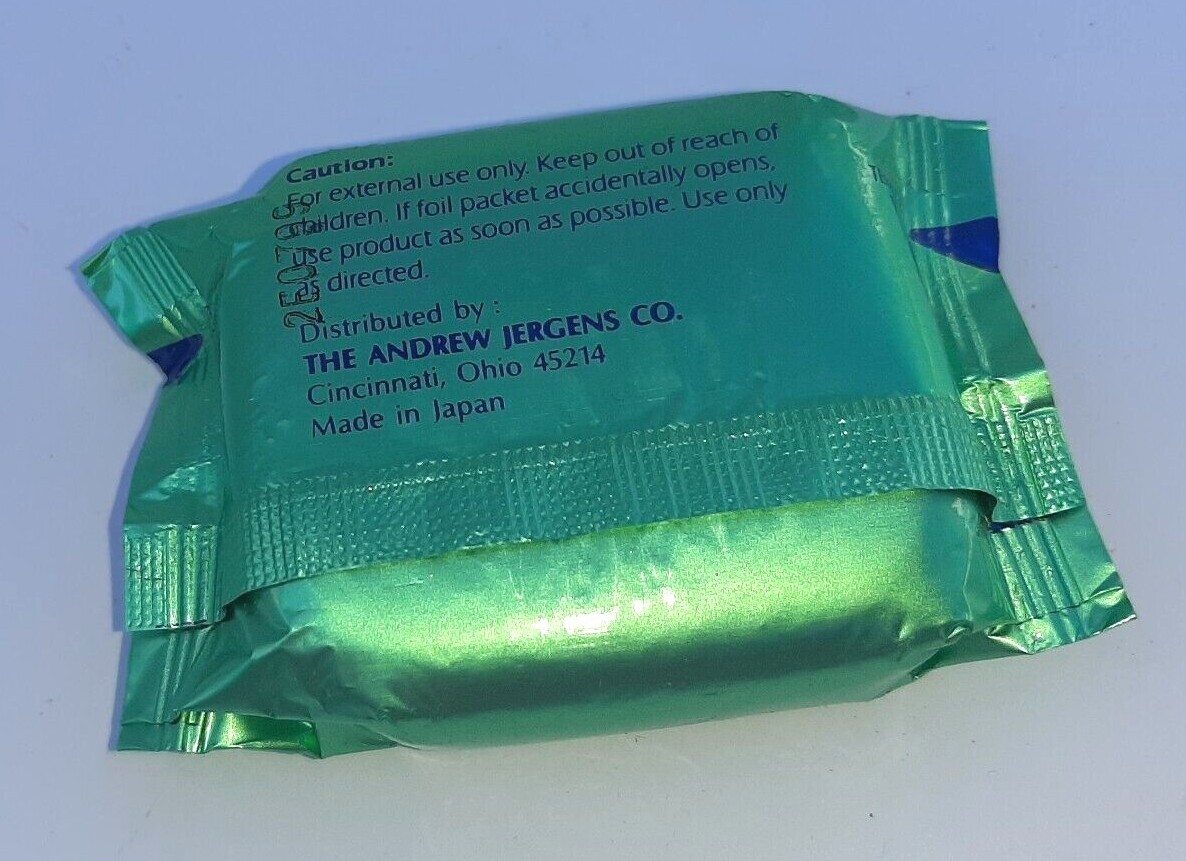 Caution:
For external use only. Keep out of reach of
children. If foil packet accidentally opens,
use product as soon as possible. Use only
as directed.
Distributed by :
THE ANDREW JERGENS CO.
Cincinnati, Ohio 45214
Made in Japan